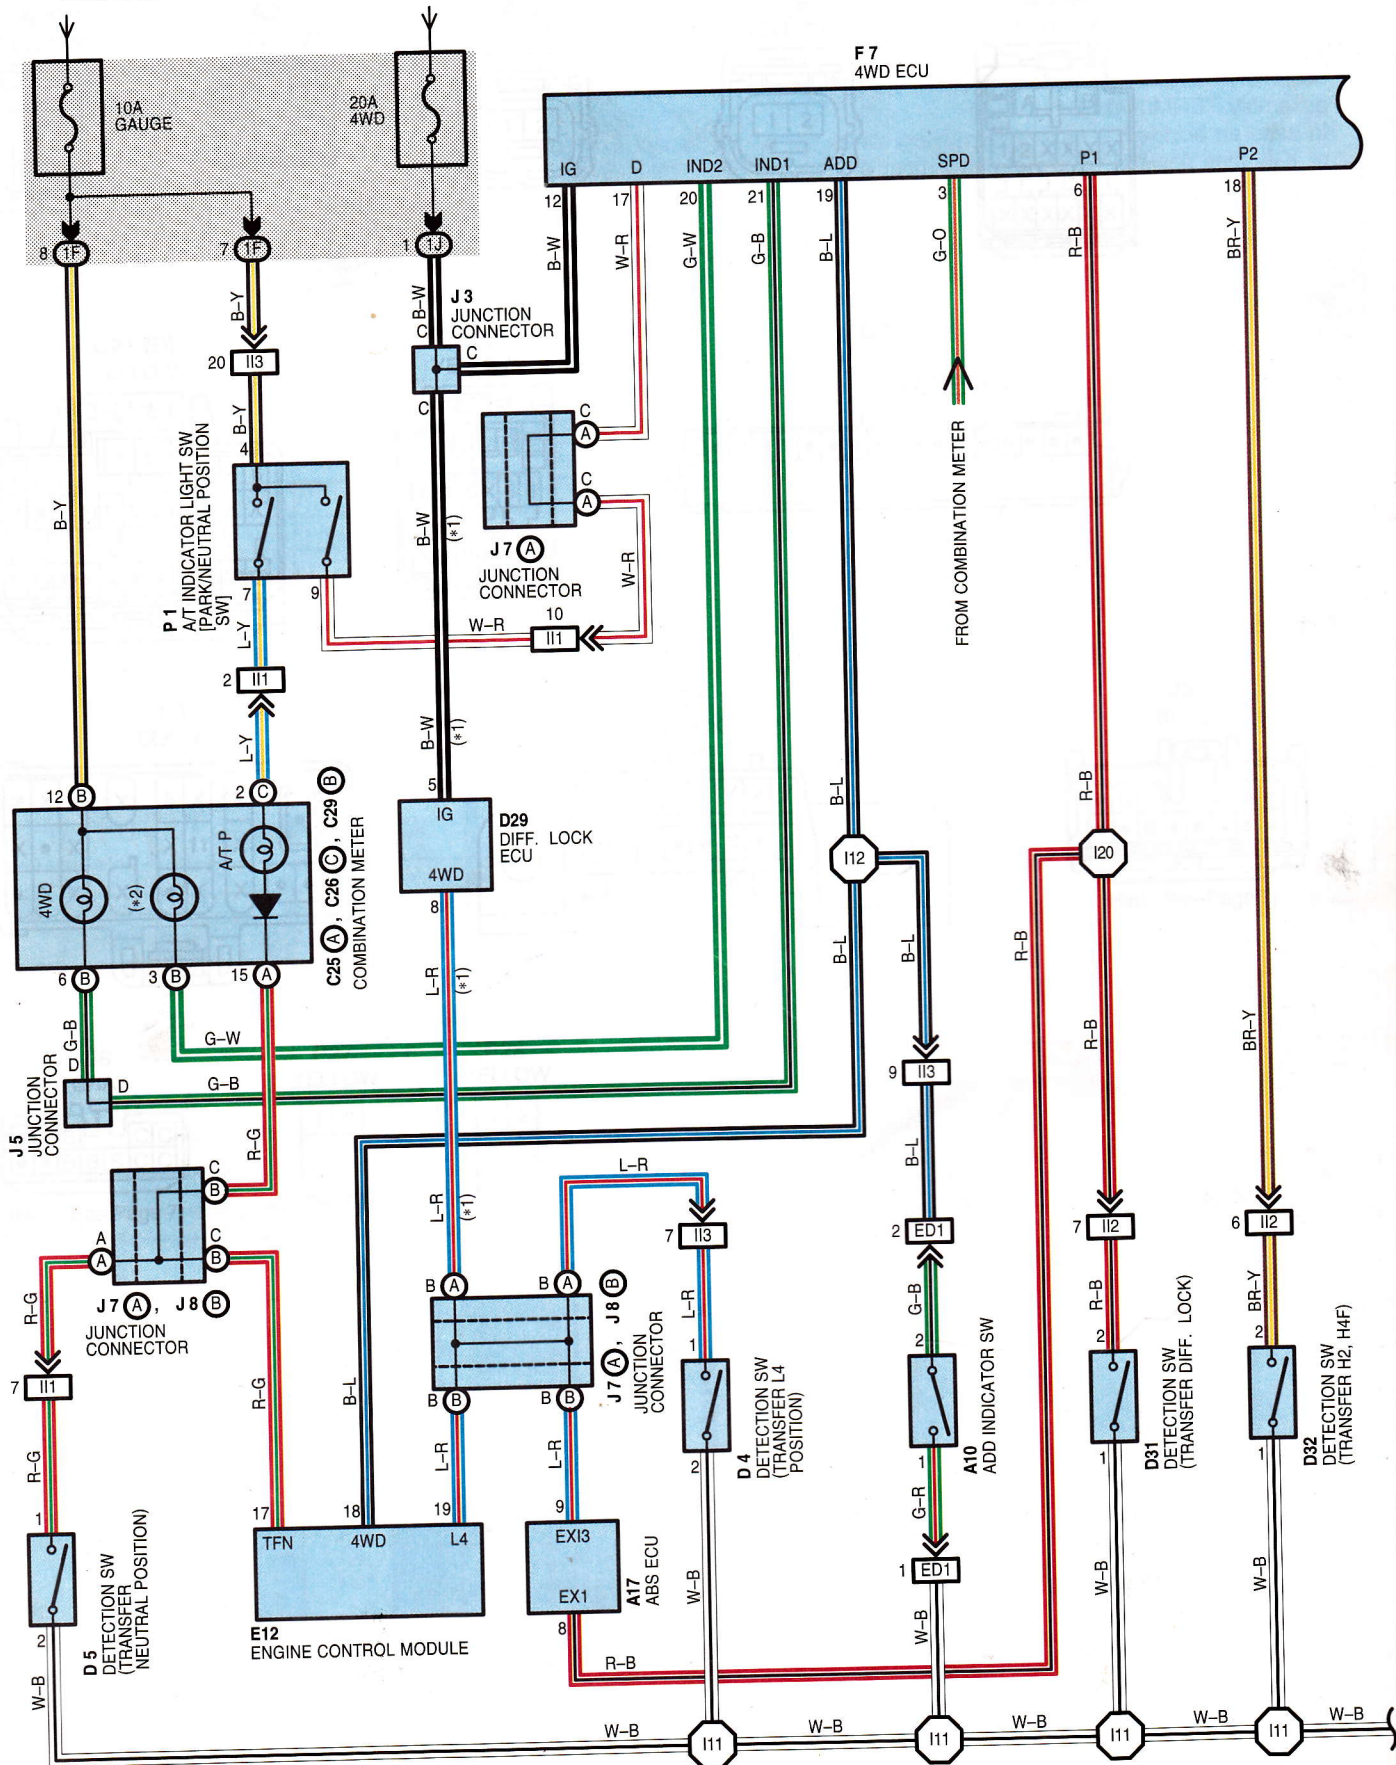 F 7
4WD ECU
10A
GAUGE
20A
4WD
IG
D
IND2
IND1
ADD
SPD
P1
P2
12
17
20
21
19
3
6
18
8
1F
7
1F
1
1J
B–W
W–R
G–W
G–B
B–L
G–O
R–B
BR–Y
B–Y
B–W
C
J 3
JUNCTION
CONNECTOR
C
C
20
II3
B–Y
4
P 1
A/T INDICATOR LIGHT SW
[PARK/NEUTRAL POSITION
SW]
C
A
C
A
J 7 A
JUNCTION
CONNECTOR
FROM COMBINATION METER
B–Y
B–W
(*1)
W–R
7
9
L–Y
W–R
10
II1
2
II1
L–Y
B–W
(*1)
5
B–L
R–B
12
B
2
C
C25 A , C26 C , C29 B
COMBINATION METER
4WD
(*2)
A/T P
IG
4WD
D29
DIFF. LOCK
ECU
8
I12
I20
6
B
3
B
15
A
L–R
(*1)
B–L
B–L
R–B
R–B
BR–Y
G–B
D
G–W
D
G–B
J 5
JUNCTION
CONNECTOR
9
II3
R–G
B–L
C
B
A
A
C
B
J 7 A , J 8 B
JUNCTION
CONNECTOR
L–R
(*1)
L–R
7
II3
2
ED1
7
II2
6
II2
R–G
B
A
B
A
J 7 A , J 8 B
JUNCTION
CONNECTOR
B
B
B
B
L–R
1
G–B
2
R–B
2
BR–Y
2
7
II1
R–G
R–G
B–L
L–R
L–R
D 4
DETECTION SW
(TRANSFER L4
POSITION)
A10
ADD INDICATOR SW
D31
DETECTION SW
(TRANSFER DIFF. LOCK)
D32
DETECTION SW
(TRANSFER H2, H4F)
2
1
1
1
G–R
1
17
18
19
9
TFN
4WD
L4
EXI3
EX1
A17
ABS ECU
8
1
ED1
D 5
DETECTION SW
(TRANSFER
NEUTRAL POSITION)
2
W–B
E12
ENGINE CONTROL MODULE
R–B
W–B
W–B
W–B
W–B
W–B
I11
W–B
I11
W–B
I11
W–B
I11
W–B